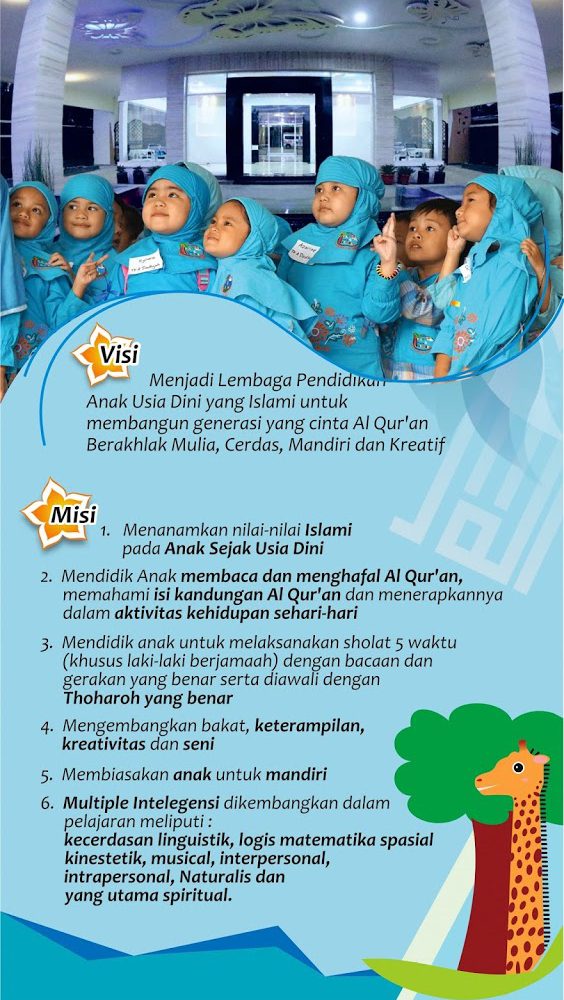 Visi
Menjadi Lembaga Pendidikan
Anak Usia Dini yang Islami untuk
membangun generasi yang cinta Al Qur'an
Berakhlak Mulia, Cerdas, Mandiri dan Kreatif
Misi
1. Menanamkan nilai-nilai Islami
pada Anak Sejak Usia Dini
2. Mendidik Anak membaca dan menghafal Al Qur'an,
memahami isi kandungan Al Qur'an dan menerapkannya
dalam aktivitas kehidupan sehari-hari
3. Mendidik anak untuk melaksanakan sholat 5 waktu
(khusus laki-laki berjamaah) dengan bacaan dan
gerakan yang benar serta diawali dengan
Thoharoh yang benar
4. Mengembangkan bakat, keterampilan,
kreativitas dan seni
5. Membiasakan anak untuk mandiri
6. Multiple Intelegensi dikembangkan dalam
pelajaran meliputi :
kecerdasan linguistik, logis matematika spasial
kinestetik, musical, interpersonal,
intrapersonal, Naturalis dan
yang utama spiritual.